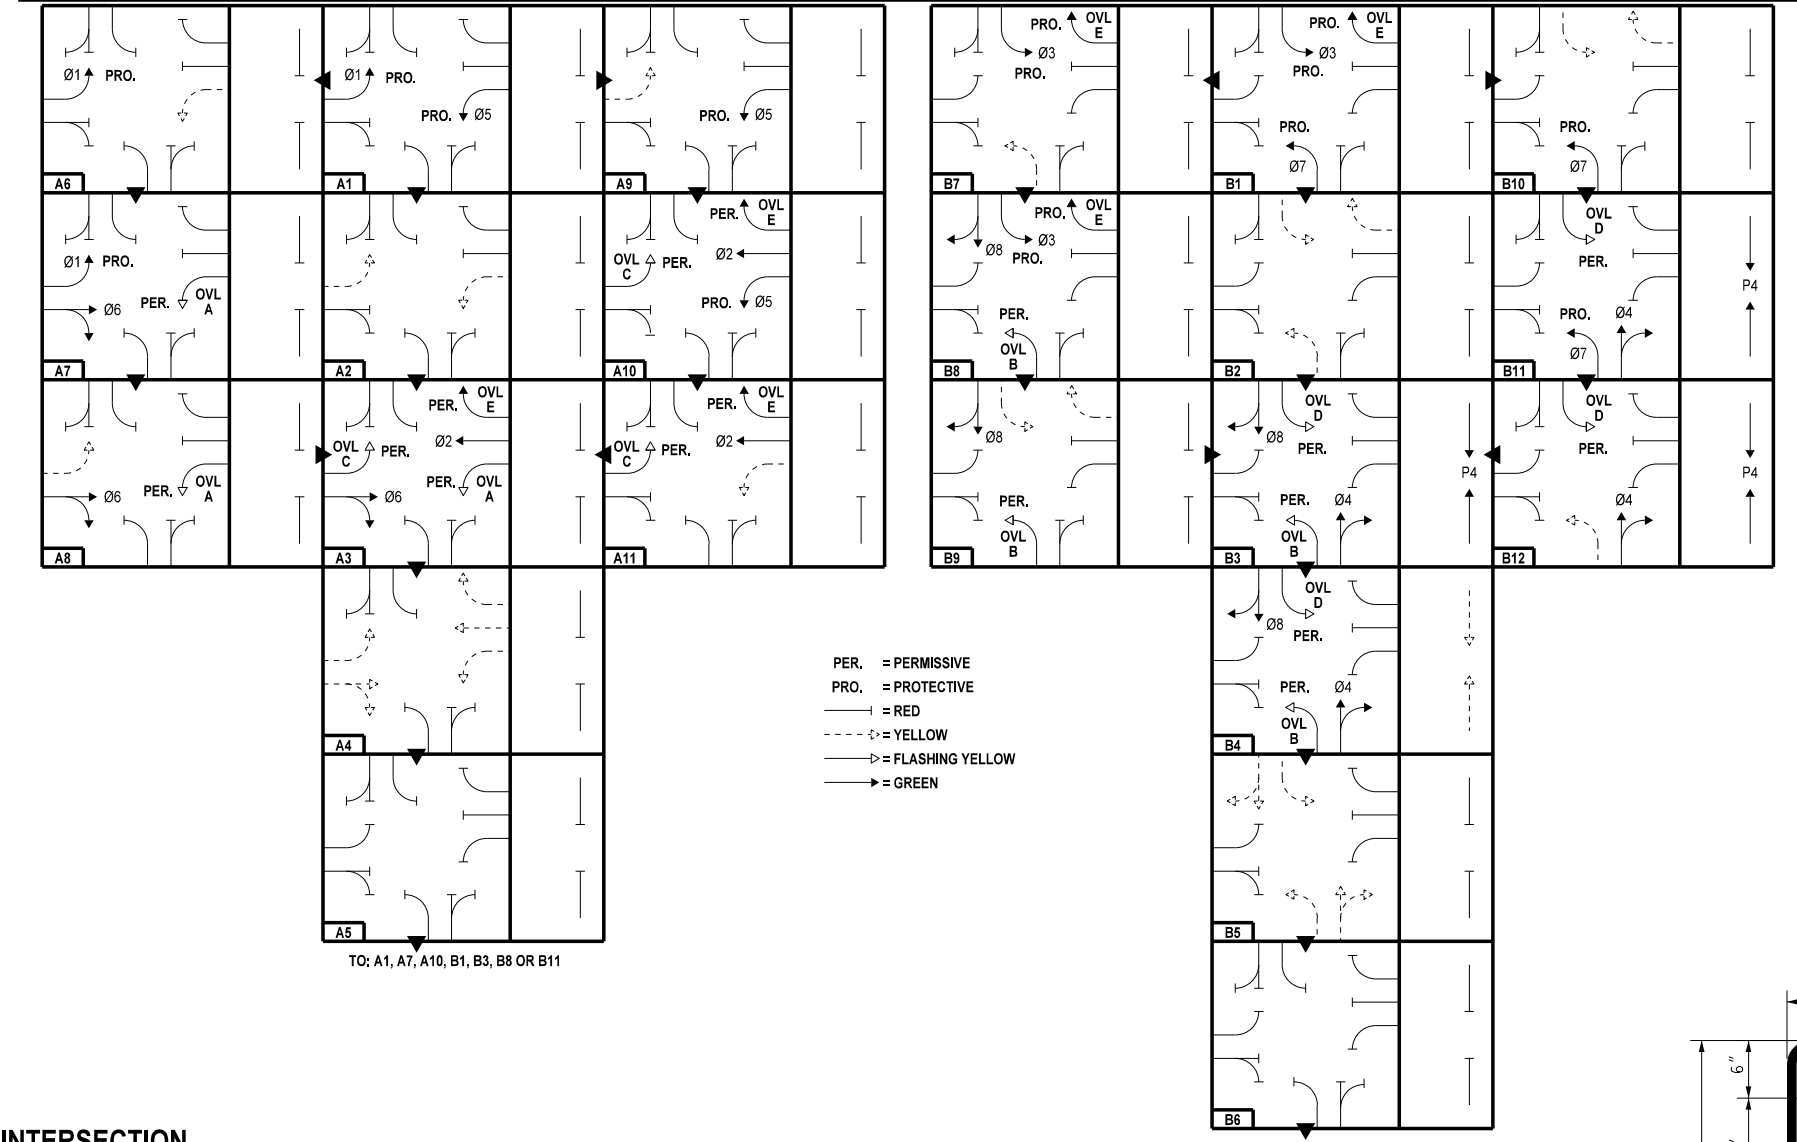 PRO. OVL PRO. OVL
E E
Ø3 Ø3
PRO. PRO.
Ø1 PRO. Ø1 PRO.
PRO. Ø5 PRO. Ø5
PRO. PRO.
Ø7 Ø7
A6 A1 A9 B7 B1 B10
PER. OVL E PRO. OVL E OVL D
Ø8 Ø3
PRO. PER.
Ø1 PRO. OVL C PER. Ø2
P4
PER. OVL A PRO. Ø5
Ø6 PER. PRO. Ø4
OVL B Ø7
A7 A2 A10 B8 B2 B11
PER. OVL E PER. OVL E OVL D OVL D
Ø8 Ø8
OVL C PER. Ø2 OVL C PER. Ø2 PER. PER.
P4 P4
PER. OVL A PER. OVL A
Ø6 Ø6 PER. PER. Ø4 Ø4
OVL B OVL B
A8 A3 A11 B9 B3 B12
OVL D
Ø8 PER.
PER. = PERMISSIVE
PRO. = PROTECTIVE
= RED
= YELLOW
= FLASHING YELLOW
= GREEN
PER. Ø4
OVL B
A4 B4
A5 B5
TO: A1, A7, A10, B1, B3, B8 OR B11
B6
6"
INTERSECTION